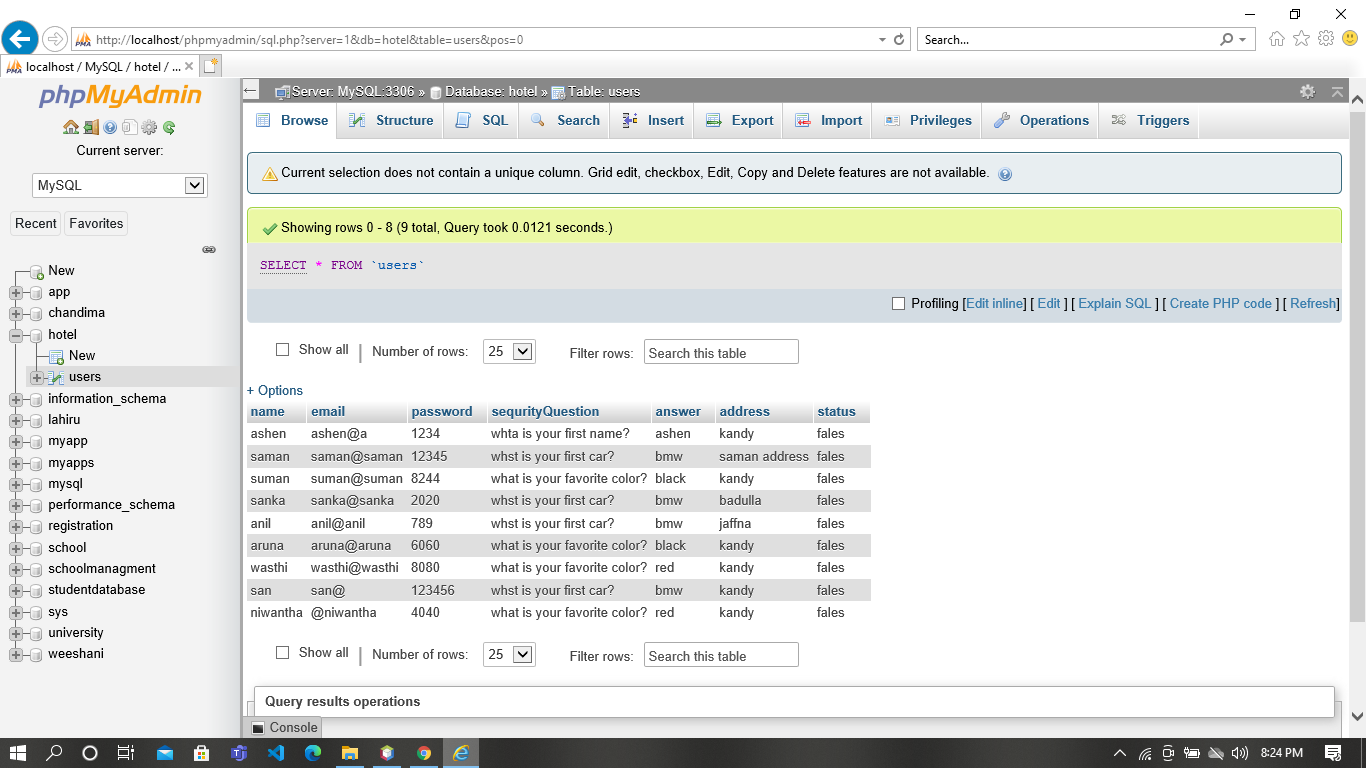 http://localhost/phpmyadmin/sql.php?server=1&db=hotel&table=users&pos=0
Search...
localhost / MySQL / hotel / ...
phpMyAdmin
Current server:
MySQL
Recent Favorites
New
app
chandima
hotel
New
users
information_schema
lahiru
myapp
myapps
mysql
performance_schema
registration
school
schoolmanagment
studentdatabase
sys
university
weeshani
Server: MySQL:3306 » Database: hotel » Table: users
Browse Structure SQL Search Insert Export Import Privileges Operations Triggers
Current selection does not contain a unique column. Grid edit, checkbox, Edit, Copy and Delete features are not available.
Showing rows 0 - 8 (9 total, Query took 0.0121 seconds.)
SELECT * FROM `users`
Profiling [Edit inline] [ Edit ] [ Explain SQL ] [ Create PHP code ] [ Refresh]
Show all | Number of rows: 25 Filter rows: Search this table
+ Options
name email password sequrityQuestion answer address status
ashen ashen@a 1234 whta is your first name? ashen kandy fales
saman saman@saman 12345 whst is your first car? bmw saman address fales
suman suman@suman 8244 what is your favorite color? black kandy fales
sanka sanka@sanka 2020 whst is your first car? bmw badulla fales
anil anil@anil 789 whst is your first car? bmw jaffna fales
aruna aruna@aruna 6060 what is your favorite color? black kandy fales
wasthi wasthi@wasthi 8080 what is your favorite color? red kandy fales
san san@ 123456 whst is your first car? bmw kandy fales
niwantha @niwantha 4040 what is your favorite color? red kandy fales
Show all | Number of rows: 25 Filter rows: Search this table
Query results operations
Console
8:24 PM